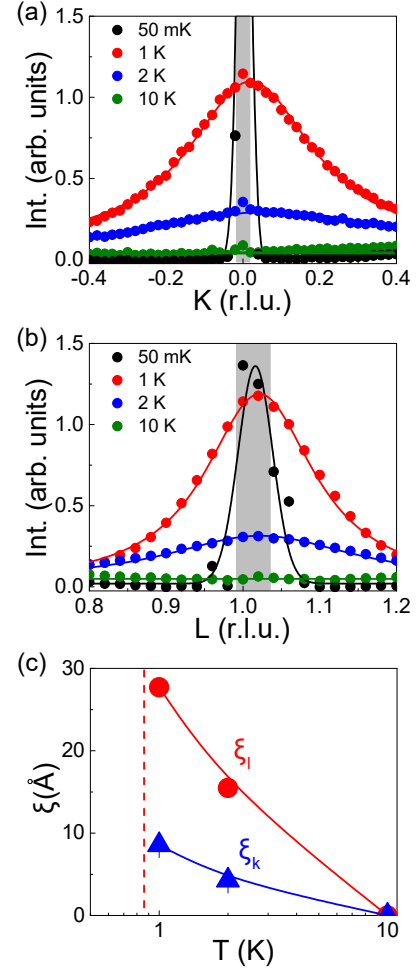 (a)
50 mK
1 K
2 K
10 K
Int. (arb. units)
1.5
1.0
0.5
0.0
-0.4 -0.2 0.0 0.2 0.4
K (r.l.u.)
(b)
50 mK
1 K
2 K
10 K
Int. (arb. units)
1.5
1.0
0.5
0.0
0.8 0.9 1.0 1.1 1.2
L (r.l.u.)
(c)
ξ(Å)
30
20
10
0
ξl
ξk
1 10
T (K)